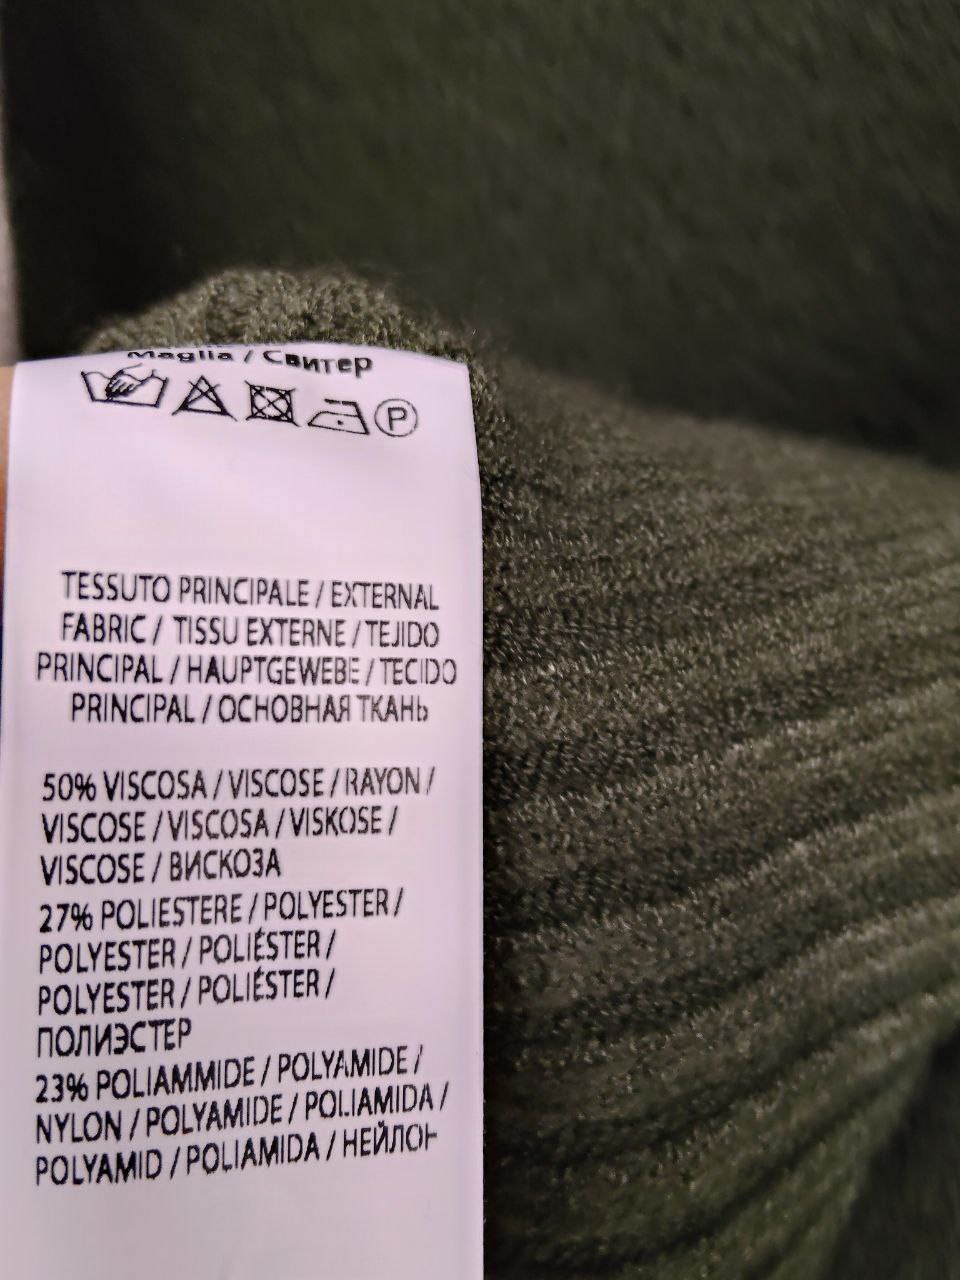 Maglia / Свитер
P
TESSUTO PRINCIPALE / EXTERNAL
FABRIC / TISSU EXTERNE / TEJIDO
PRINCIPAL / HAUPTGEWEBE / TECIDO
PRINCIPAL / ОСНОВНАЯ ТКАНЬ
50% VISCOSA / VISCOSE / RAYON /
VISCOSE / VISCOSA / VISKOSE /
VISCOSE / ВИСКОЗА
27% POLIESTERE / POLYESTER /
POLYESTER / POLIÉSTER /
POLYESTER / POLIÉSTER /
ПОЛИЭСТЕР
23% POLIAMMIDE / POLYAMIDE /
NYLON / POLYAMIDE / POLIAMIDA /
POLYAMID / POLIAMIDA / НЕЙЛОН